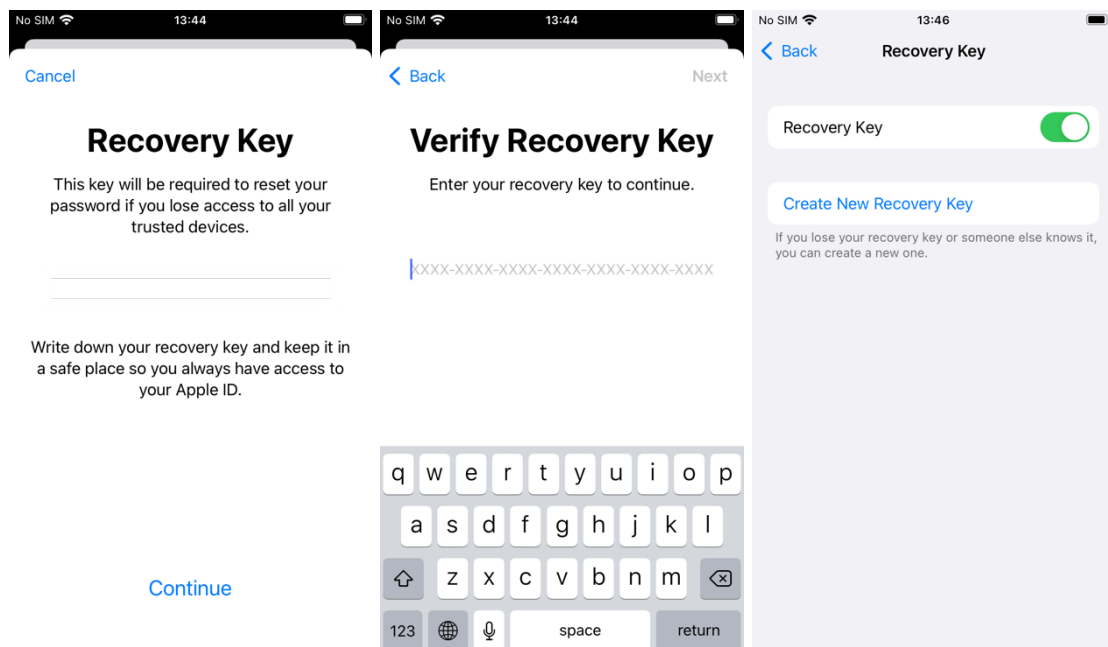 No SIM 13:44
Cancel
Recovery Key
This key will be required to reset your
password if you lose access to all your
trusted devices.
Write down your recovery key and keep it in
a safe place so you always have access to
your Apple ID.
Continue
No SIM 13:44
Back Next
Verify Recovery Key
Enter your recovery key to continue.
XXXX-XXXX-XXXX-XXXX-XXXX-XXXX-XXXX
q w e r t y u i o p
a s d f g h j k l
z x c v b n m
123 space return
No SIM 13:46
Back Recovery Key
Recovery Key
Create New Recovery Key
If you lose your recovery key or someone else knows it,
you can create a new one.